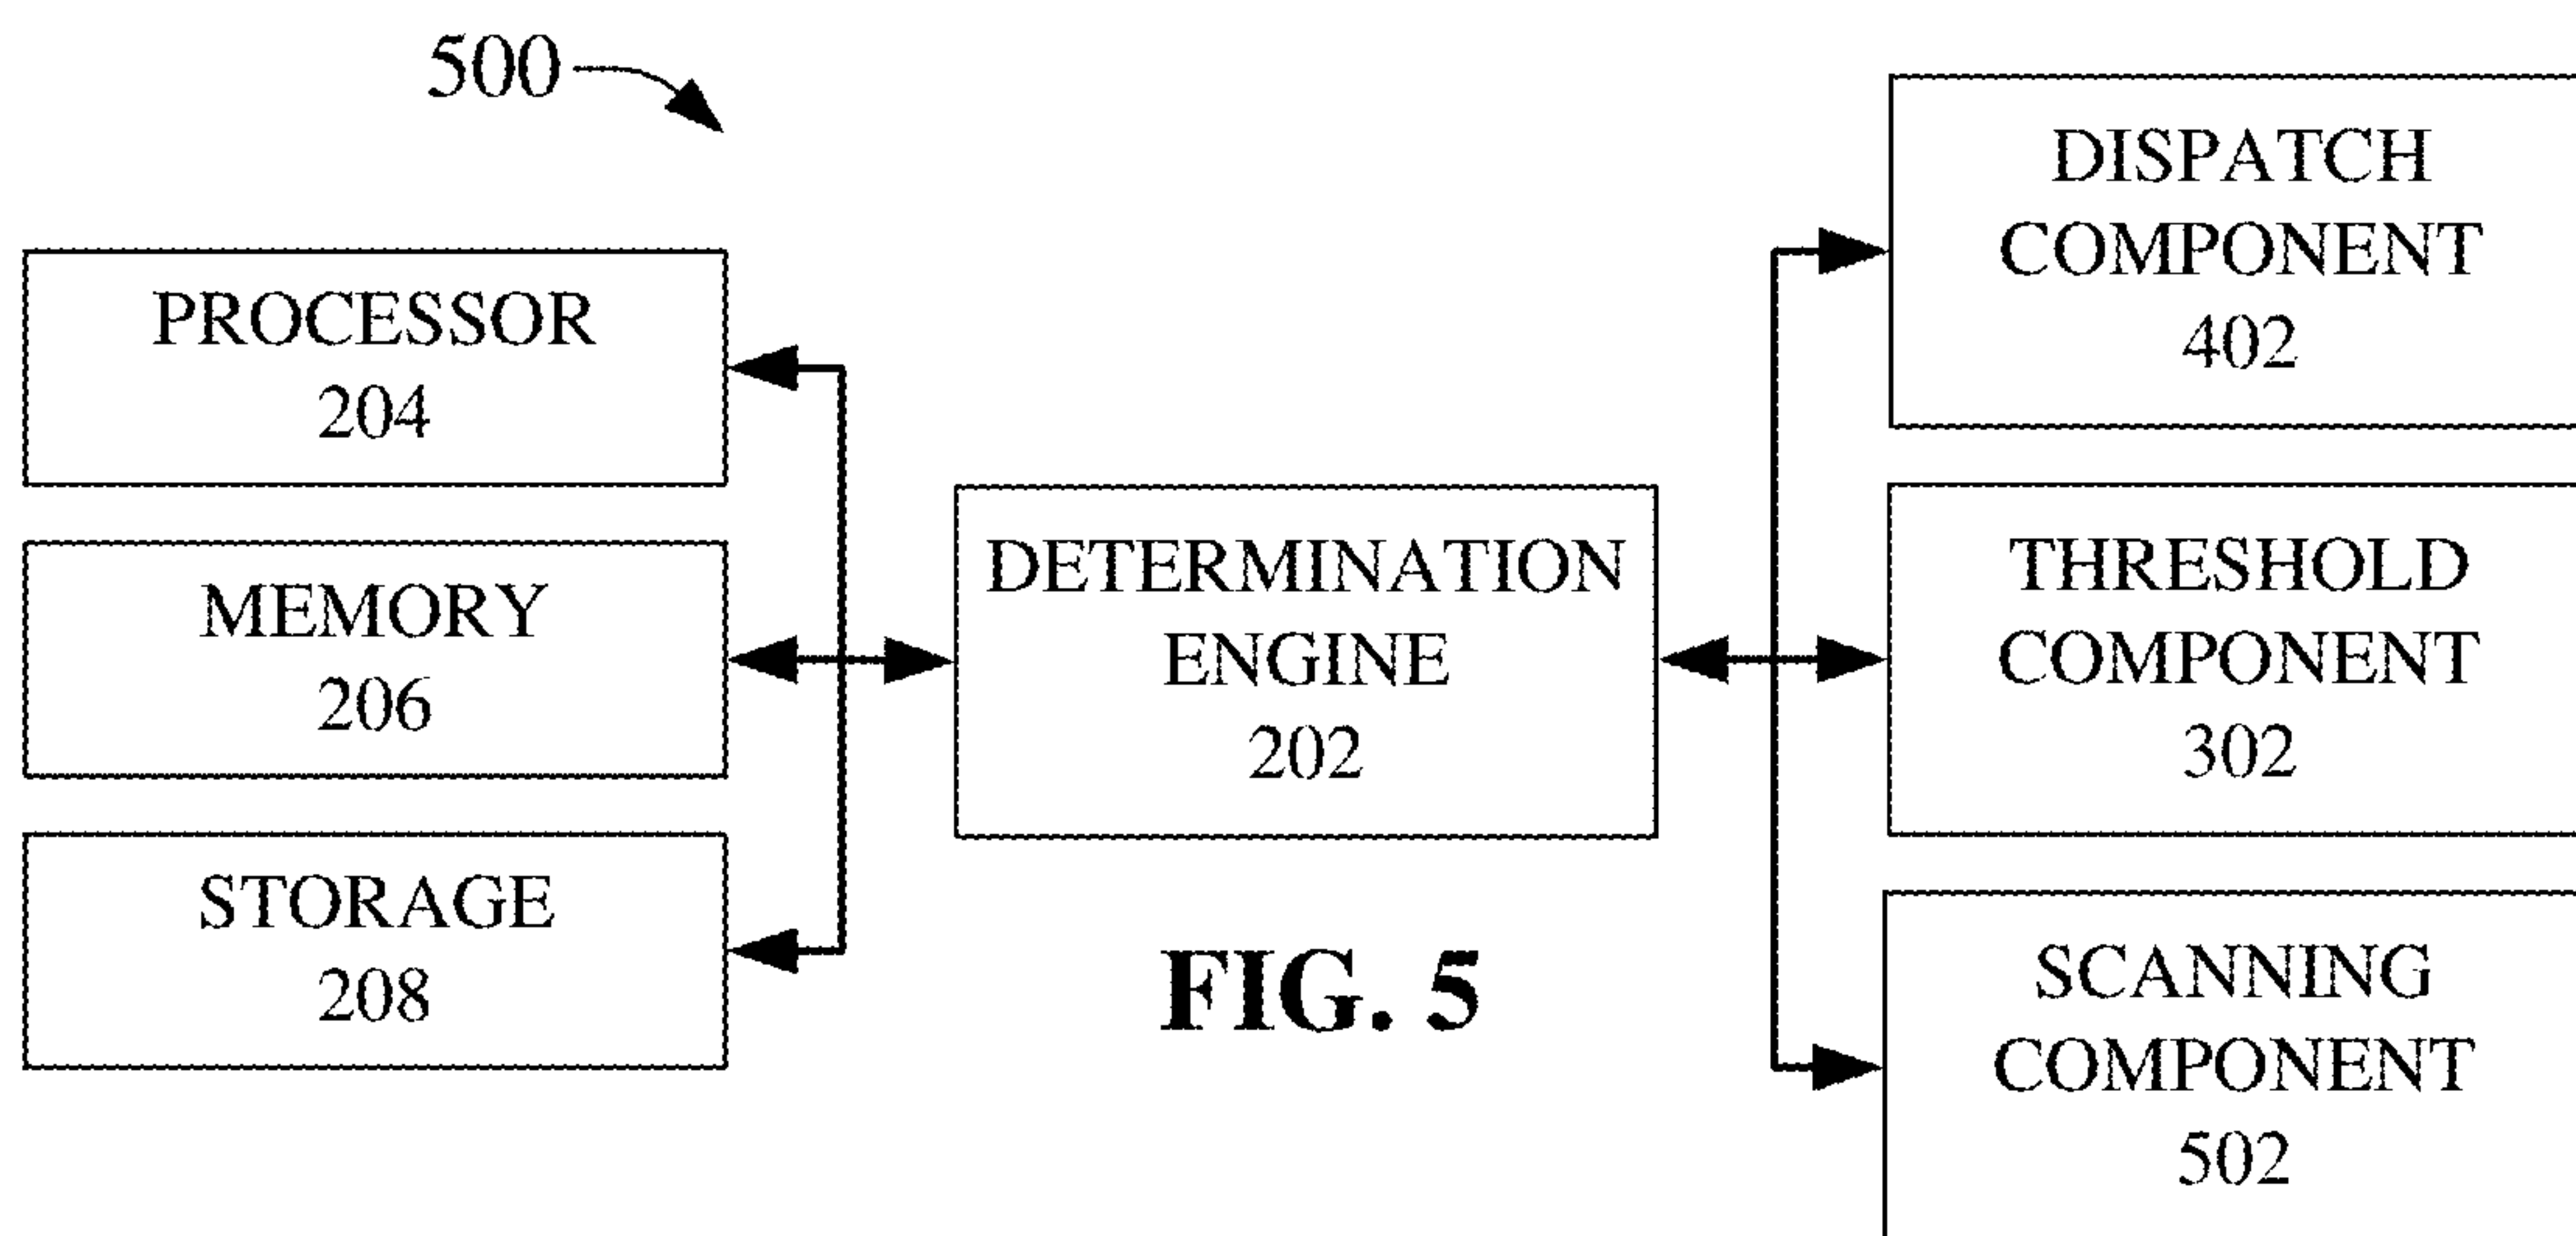 500
PROCESSOR
204
MEMORY
206
STORAGE
208
DETERMINATION
ENGINE
202
DISPATCH
COMPONENT
402
THRESHOLD
COMPONENT
302
SCANNING
COMPONENT
502
FIG. 5